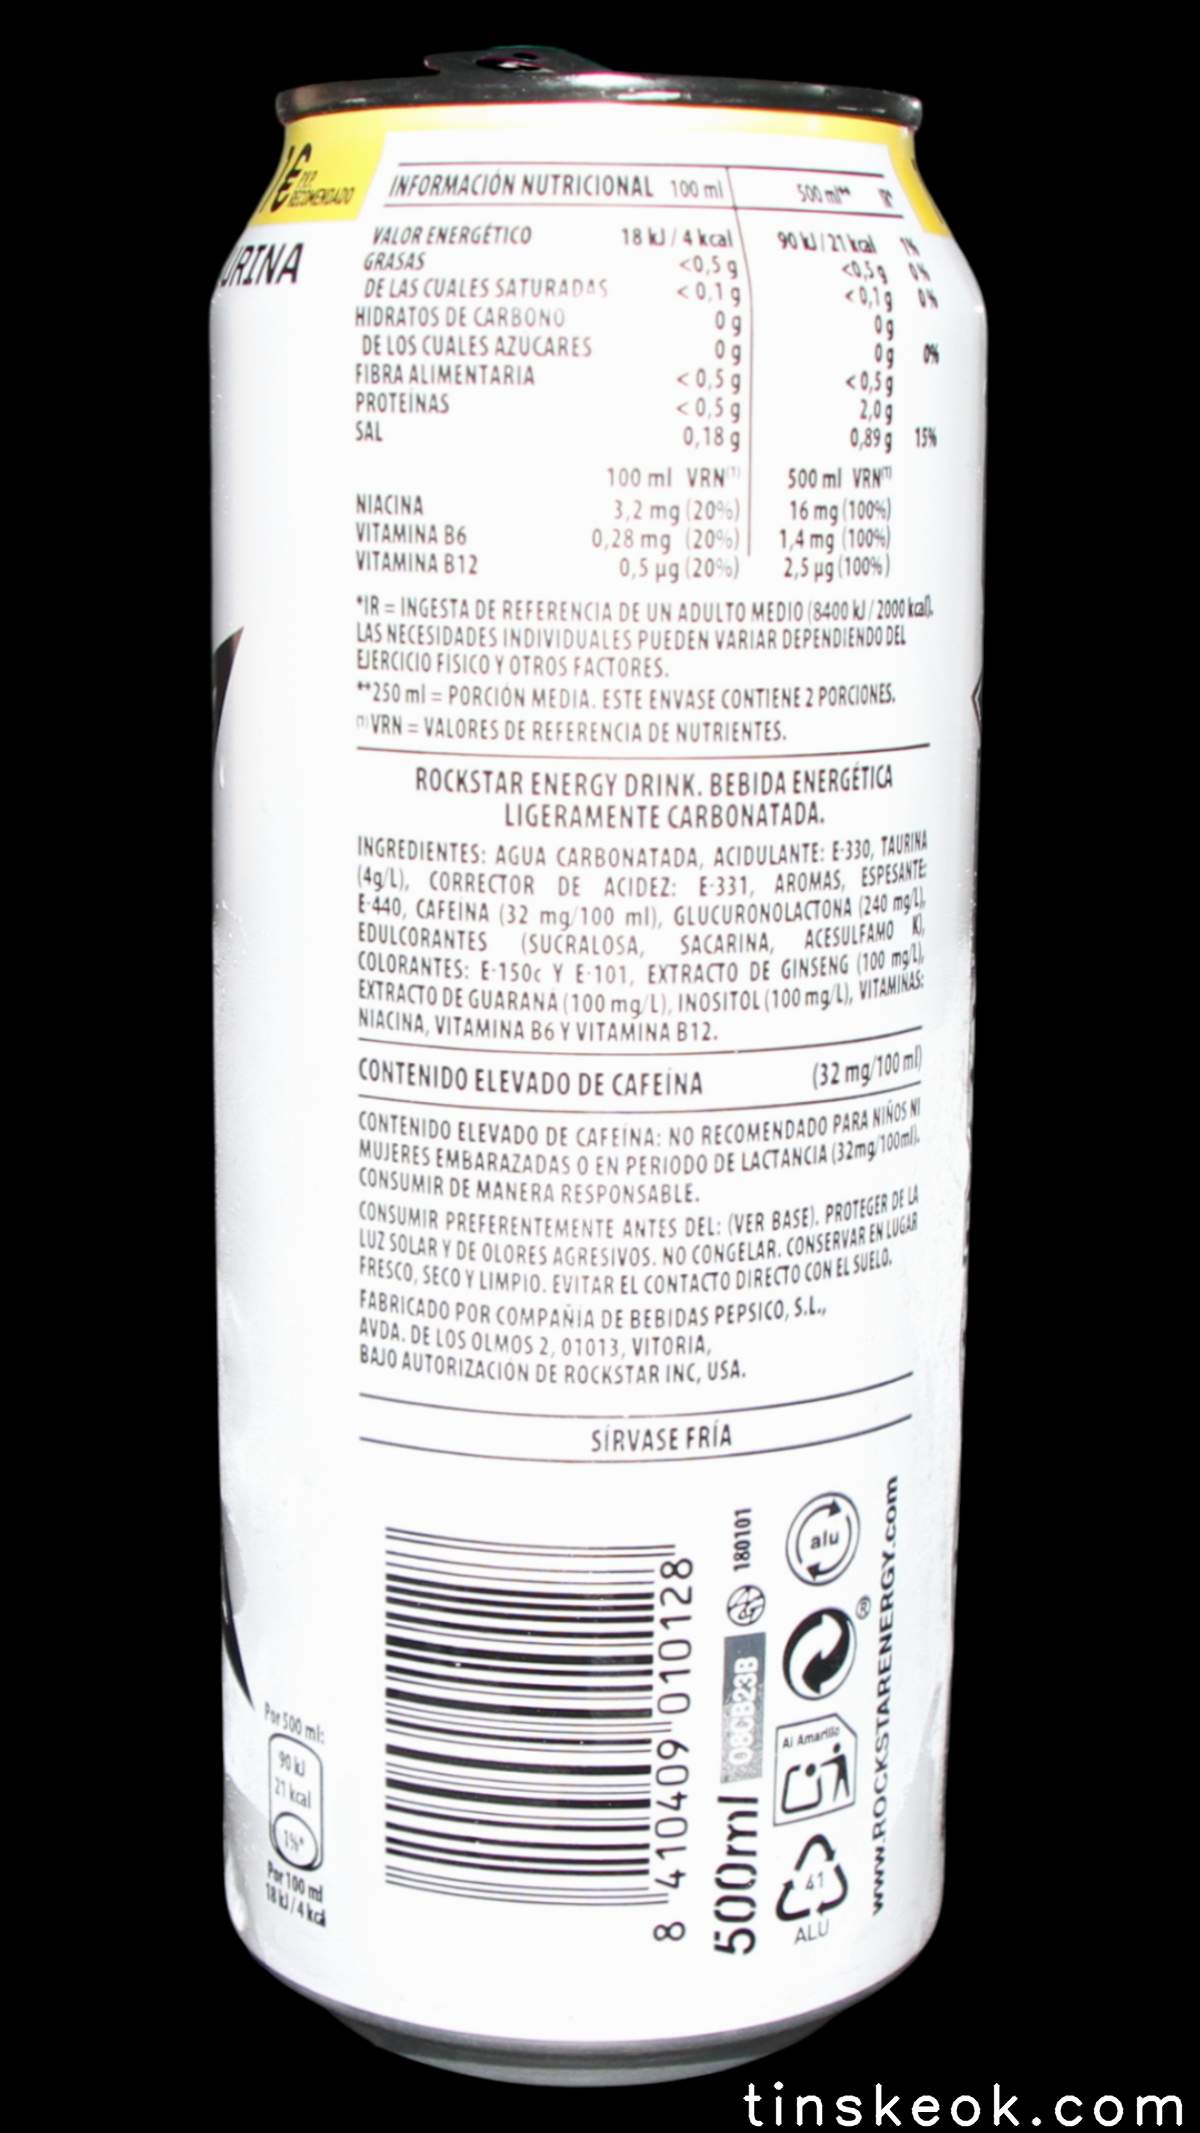 1€ P.V.P. RECOMENDADO
URINA
INFORMACIÓN NUTRICIONAL 100 ml 500 ml** IR*
VALOR ENERGÉTICO 18 kJ / 4 kcal 90 kJ / 21 kcal 1%
GRASAS <0,5 g <0,5 g 0%
DE LAS CUALES SATURADAS <0,1 g <0,1 g 0%
HIDRATOS DE CARBONO 0 g 0 g
DE LOS CUALES AZUCARES 0 g 0 g 0%
FIBRA ALIMENTARIA <0,5 g <0,5 g
PROTEÍNAS <0,5 g 2,0 g
SAL 0,18 g 0,89 g 15%
100 ml VRN(1) 500 ml VRN(1)
NIACINA 3,2 mg (20%) 16 mg (100%)
VITAMINA B6 0,28 mg (20%) 1,4 mg (100%)
VITAMINA B12 0,5 µg (20%) 2,5 µg (100%)
*IR = INGESTA DE REFERENCIA DE UN ADULTO MEDIO (8400 kJ / 2000 kcal).
LAS NECESIDADES INDIVIDUALES PUEDEN VARIAR DEPENDIENDO DEL
EJERCICIO FÍSICO Y OTROS FACTORES.
**250 ml = PORCIÓN MEDIA. ESTE ENVASE CONTIENE 2 PORCIONES.
(1) VRN = VALORES DE REFERENCIA DE NUTRIENTES.
ROCKSTAR ENERGY DRINK. BEBIDA ENERGÉTICA
LIGERAMENTE CARBONATADA.
INGREDIENTES: AGUA CARBONATADA, ACIDULANTE: E-330, TAURINA
(4g/L), CORRECTOR DE ACIDEZ: E-331, AROMAS, ESPESANTE:
E-440, CAFEINA (32 mg/100 ml), GLUCURONOLACTONA (240 mg/L),
EDULCORANTES (SUCRALOSA, SACARINA, ACESULFAMO K),
COLORANTES: E-150c Y E-101, EXTRACTO DE GINSENG (100 mg/L),
EXTRACTO DE GUARANÁ (100 mg/L), INOSITOL (100 mg/L), VITAMINAS:
NIACINA, VITAMINA B6 Y VITAMINA B12.
CONTENIDO ELEVADO DE CAFEÍNA (32 mg/100 ml)
CONTENIDO ELEVADO DE CAFEÍNA: NO RECOMENDADO PARA NIÑOS NI
MUJERES EMBARAZADAS O EN PERIODO DE LACTANCIA (32mg/100ml).
CONSUMIR DE MANERA RESPONSABLE.
CONSUMIR PREFERENTEMENTE ANTES DEL: (VER BASE). PROTEGER DE LA
LUZ SOLAR Y DE OLORES AGRESIVOS. NO CONGELAR. CONSERVAR EN LUGAR
FRESCO, SECO Y LIMPIO. EVITAR EL CONTACTO DIRECTO CON EL SUELO.
FABRICADO POR COMPAÑIA DE BEBIDAS PEPSICO, S.L.,
AVDA. DE LOS OLMOS 2, 01013, VITORIA,
BAJO AUTORIZACIÓN DE ROCKSTAR INC, USA.
SÍRVASE FRÍA
8 410409 010128
180101
08CB23B
500ml
alu
®
Al Amarillo
41
ALU
www.ROCKSTARENERGY.com
Por 500 ml:
90 kJ
21 kcal
1%*
Por 100 ml
18 kJ / 4 kcal
tinskeok.com